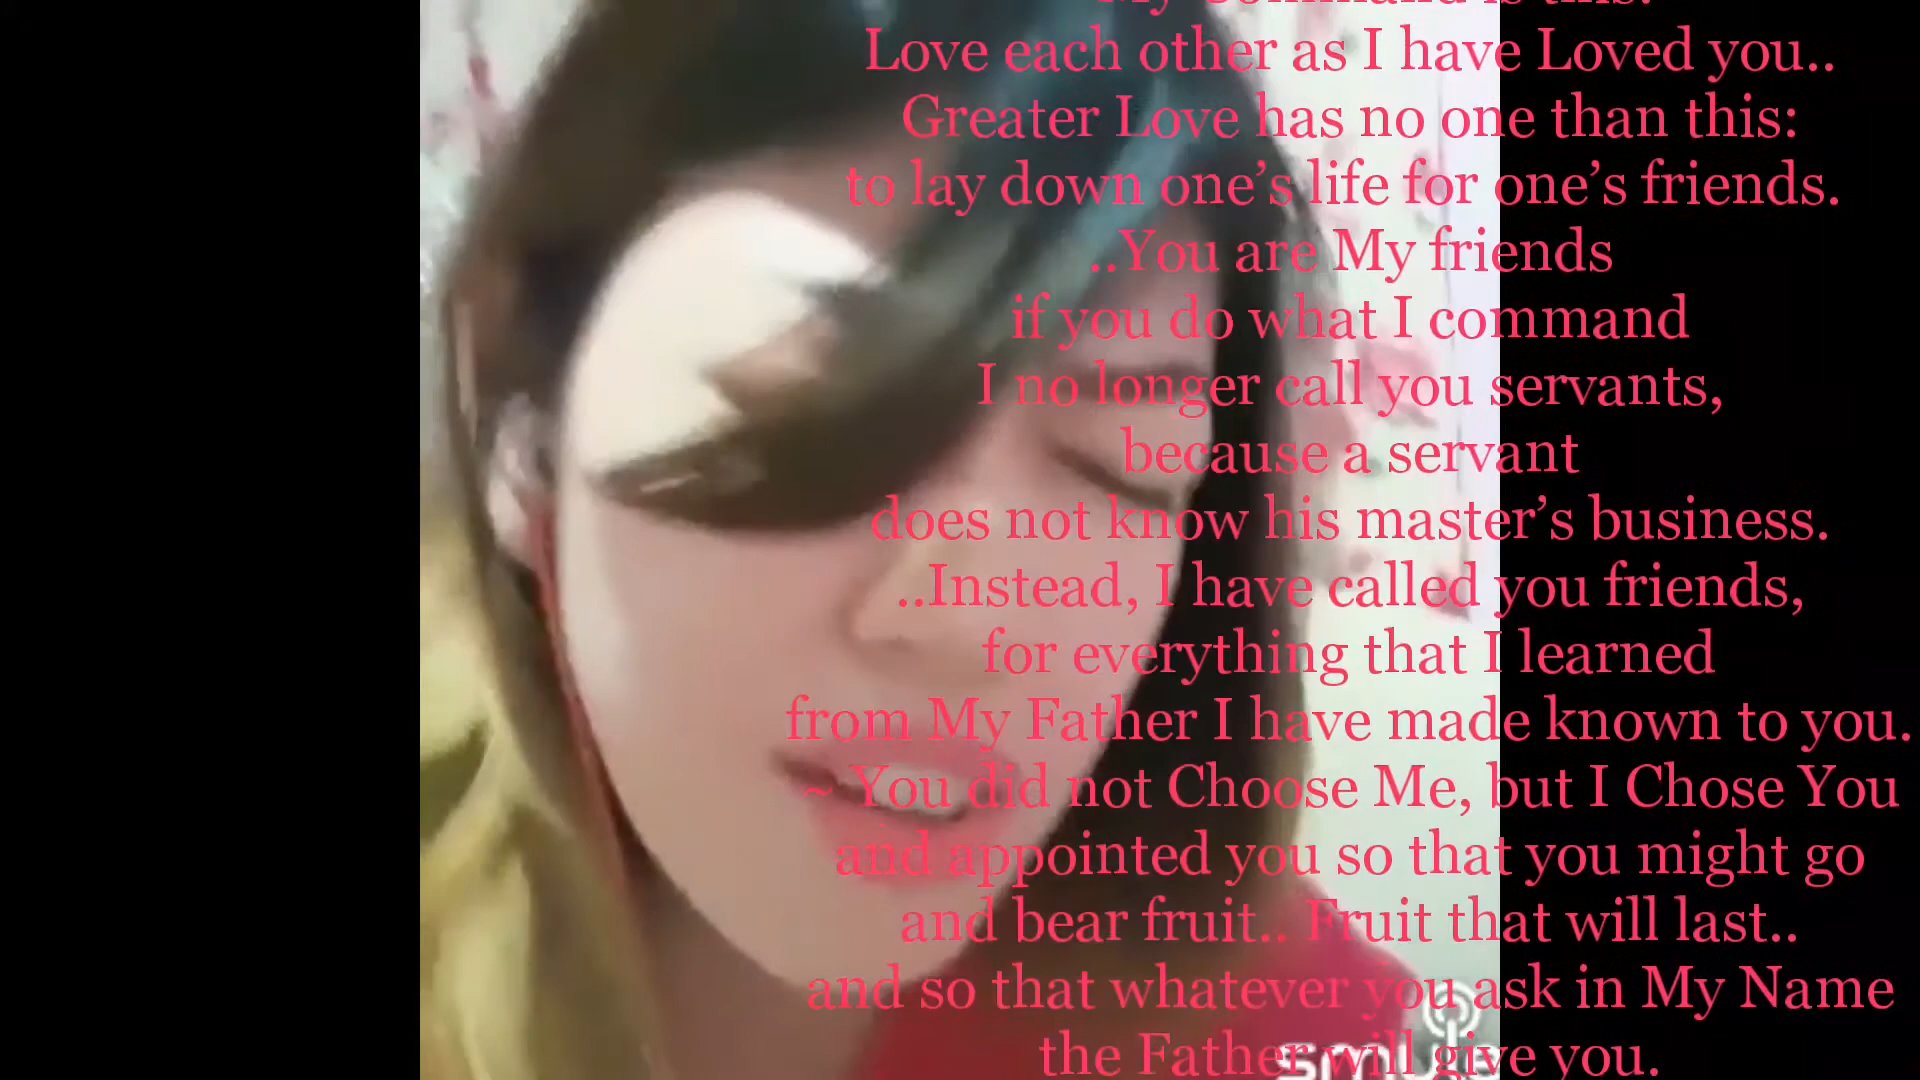 My Command is this:
Love each other as I have Loved you..
Greater Love has no one than this:
to lay down one’s life for one’s friends.
..You are My friends
if you do what I command
I no longer call you servants,
because a servant
does not know his master’s business.
..Instead, I have called you friends,
for everything that I learned
from My Father I have made known to you.
~ You did not Choose Me, but I Chose You
and appointed you so that you might go
and bear fruit.. Fruit that will last..
and so that whatever you ask in My Name
the Father will give you.